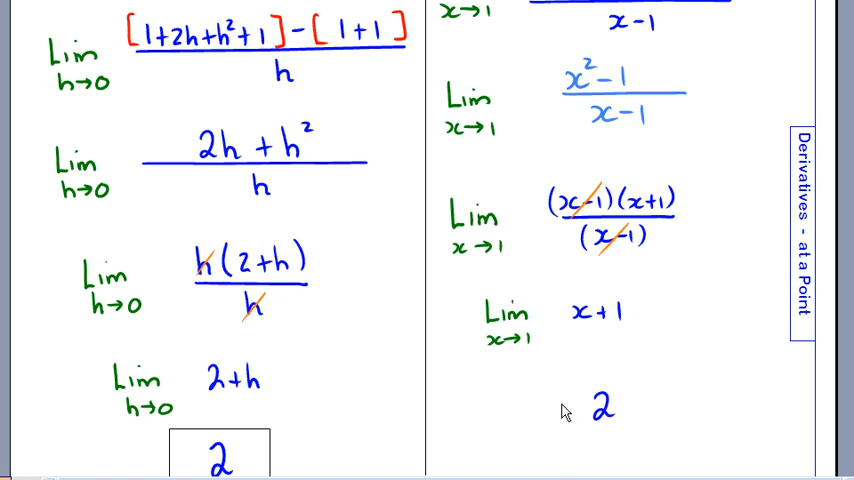 Lim h→0 [1+2h+h²+1]-[1+1] / h
Lim h→0 2h+h² / h
Lim h→0 h(2+h) / h
Lim h→0 2+h
2
x→1 x-1
Lim x→1 x²-1 / x-1
Lim x→1 (x-1)(x+1) / (x-1)
Lim x→1 x+1
2
Derivatives - at a Point